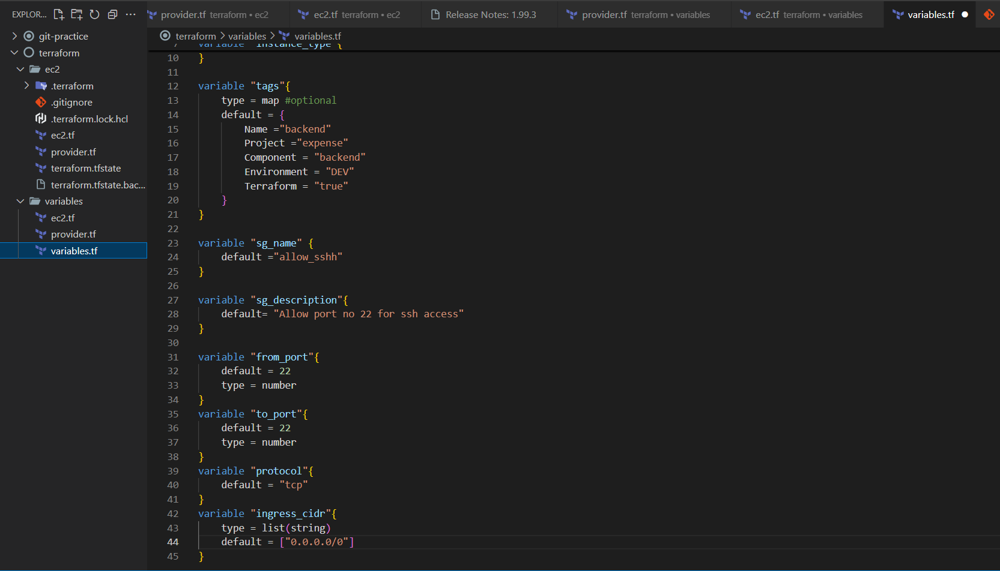 EXPLOR...
git-practice
terraform
ec2
.terraform
.gitignore
.terraform.lock.hcl
ec2.tf
provider.tf
terraform.tfstate
terraform.tfstate.bac...
variables
ec2.tf
provider.tf
variables.tf
provider.tf terraform • ec2
ec2.tf terraform • ec2
Release Notes: 1.99.3
provider.tf terraform • variables
ec2.tf terraform • variables
variables.tf
terraform > variables > variables.tf
7 variable "instance_type {
10 }
11
12 variable "tags"{
13 type = map #optional
14 default = {
15 Name ="backend"
16 Project ="expense"
17 Component = "backend"
18 Environment = "DEV"
19 Terraform = "true"
20 }
21 }
22
23 variable "sg_name" {
24 default ="allow_sshh"
25 }
26
27 variable "sg_description"{
28 default= "Allow port no 22 for ssh access"
29 }
30
31 variable "from_port"{
32 default = 22
33 type = number
34 }
35 variable "to_port"{
36 default = 22
37 type = number
38 }
39 variable "protocol"{
40 default = "tcp"
41 }
42 variable "ingress_cidr"{
43 type = list(string)
44 default = ["0.0.0.0/0"]
45 }